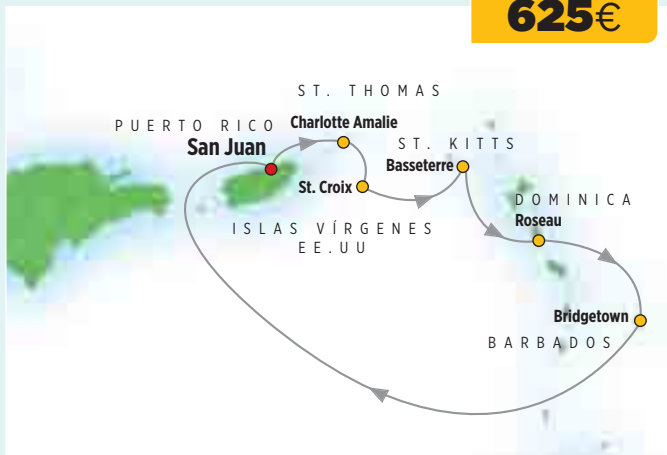 625€
ST. THOMAS
PUERTO RICO
Charlotte Amalie
San Juan
ST. KITTS
Basseterre
St. Croix
DOMINICA
Roseau
ISLAS VÍRGENES
EE.UU
Bridgetown
BARBADOS